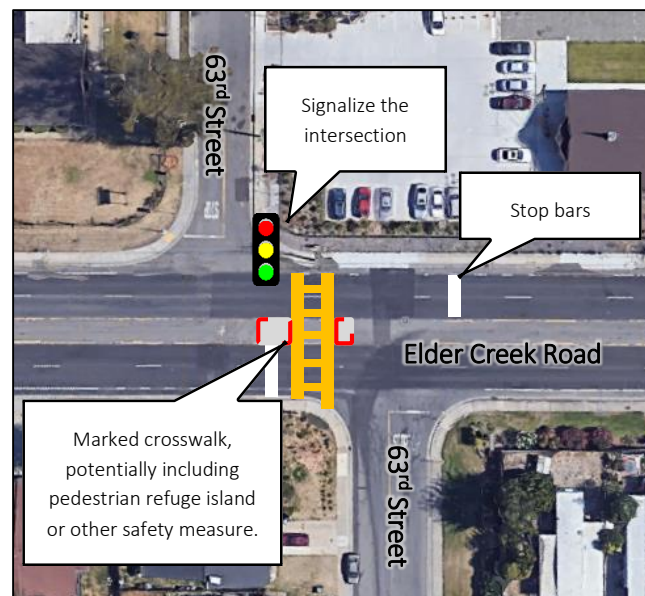 63rd Street
Signalize the
intersection
Stop bars
Elder Creek Road
Marked crosswalk,
potentially including
pedestrian refuge island
or other safety measure.
63rd Street